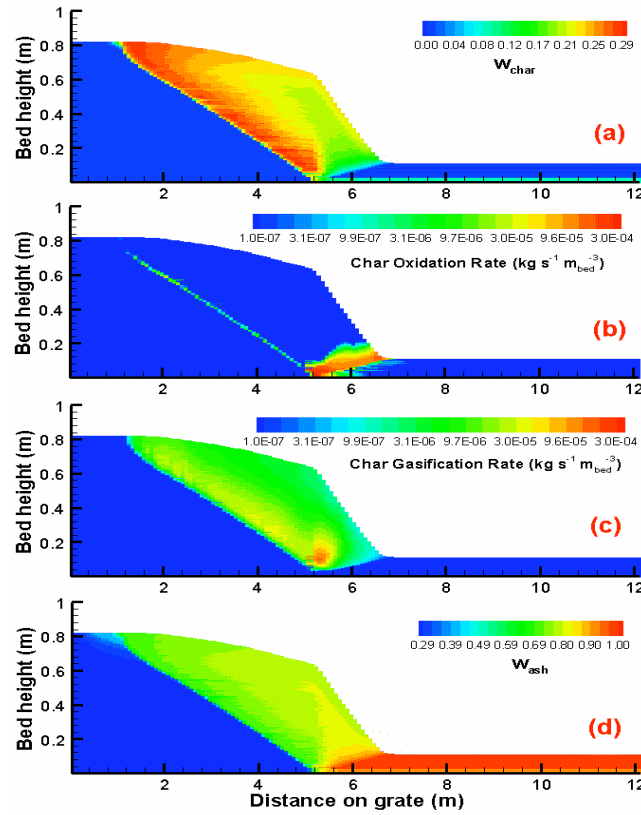 1
0.8
0.6
0.4
0.2
Bed height (m)
0.00 0.04 0.08 0.12 0.17 0.21 0.25 0.29
Wchar
(a)
2 4 6 8 10 12
1
0.8
0.6
0.4
0.2
Bed height (m)
1.0E-07 3.1E-07 9.9E-07 3.1E-06 9.7E-06 3.0E-05 9.6E-05 3.0E-04
Char Oxidation Rate (kg s⁻¹ mbed⁻³)
(b)
2 4 6 8 10 12
1
0.8
0.6
0.4
0.2
Bed height (m)
1.0E-07 3.1E-07 9.9E-07 3.1E-06 9.7E-06 3.0E-05 9.6E-05 3.0E-04
Char Gasification Rate (kg s⁻¹ mbed⁻³)
(c)
2 4 6 8 10 12
1
0.8
0.6
0.4
0.2
Bed height (m)
0.29 0.39 0.49 0.59 0.69 0.80 0.90 1.00
Wash
(d)
2 4 6 8 10 12
Distance on grate (m)